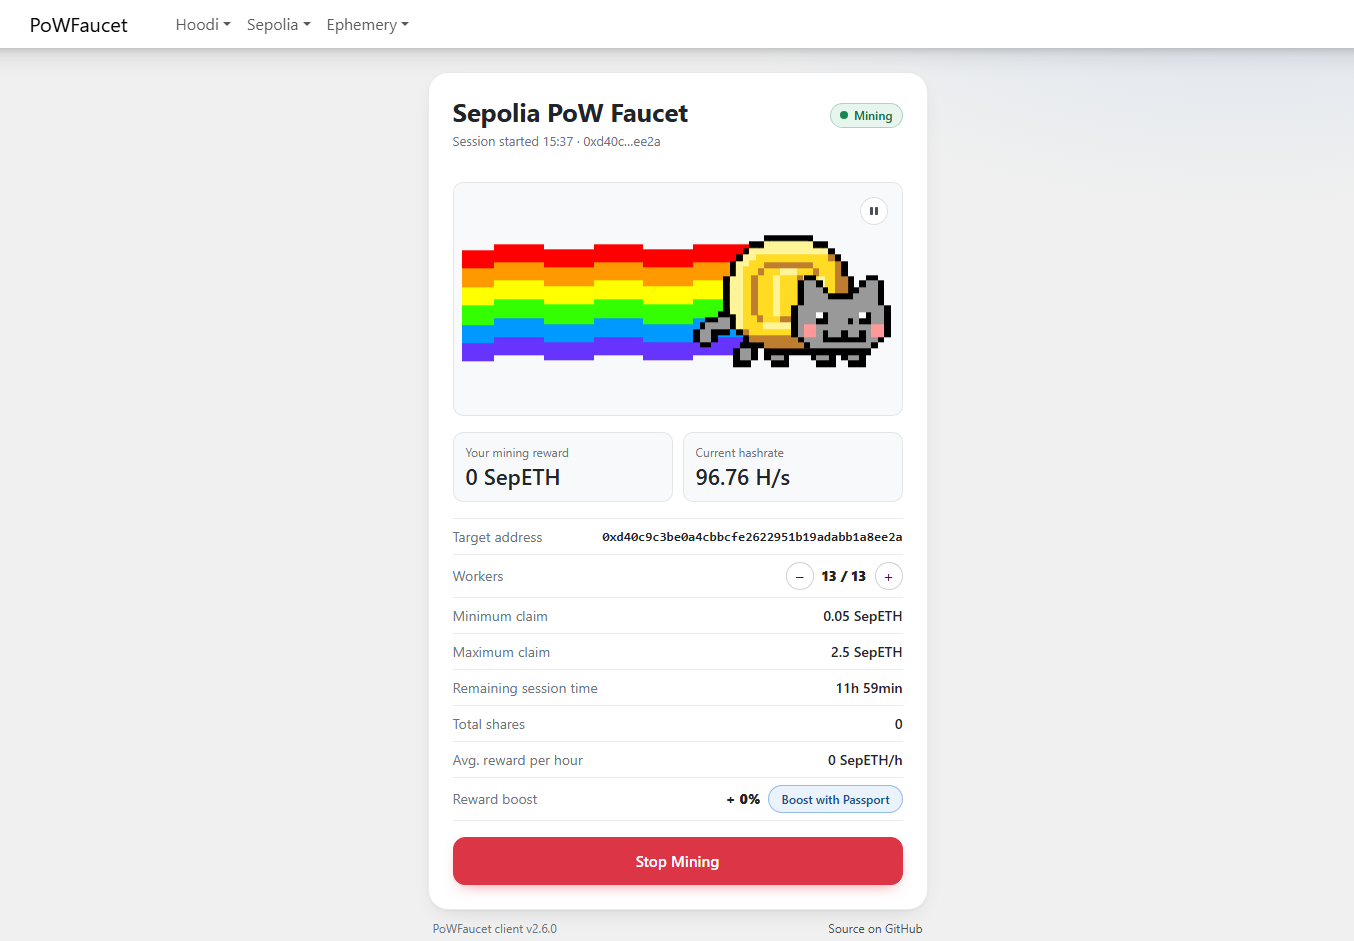 PoWFaucet
Hoodi
Sepolia
Ephemery
Sepolia PoW Faucet
Mining
Session started 15:37 · 0xd40c...ee2a
Your mining reward
0 SepETH
Current hashrate
96.76 H/s
Target address
0xd40c9c3be0a4cbbcfe2622951b19adabb1a8ee2a
Workers
− 13 / 13 +
Minimum claim
0.05 SepETH
Maximum claim
2.5 SepETH
Remaining session time
11h 59min
Total shares
0
Avg. reward per hour
0 SepETH/h
Reward boost
+ 0%
Boost with Passport
Stop Mining
PoWFaucet client v2.6.0
Source on GitHub